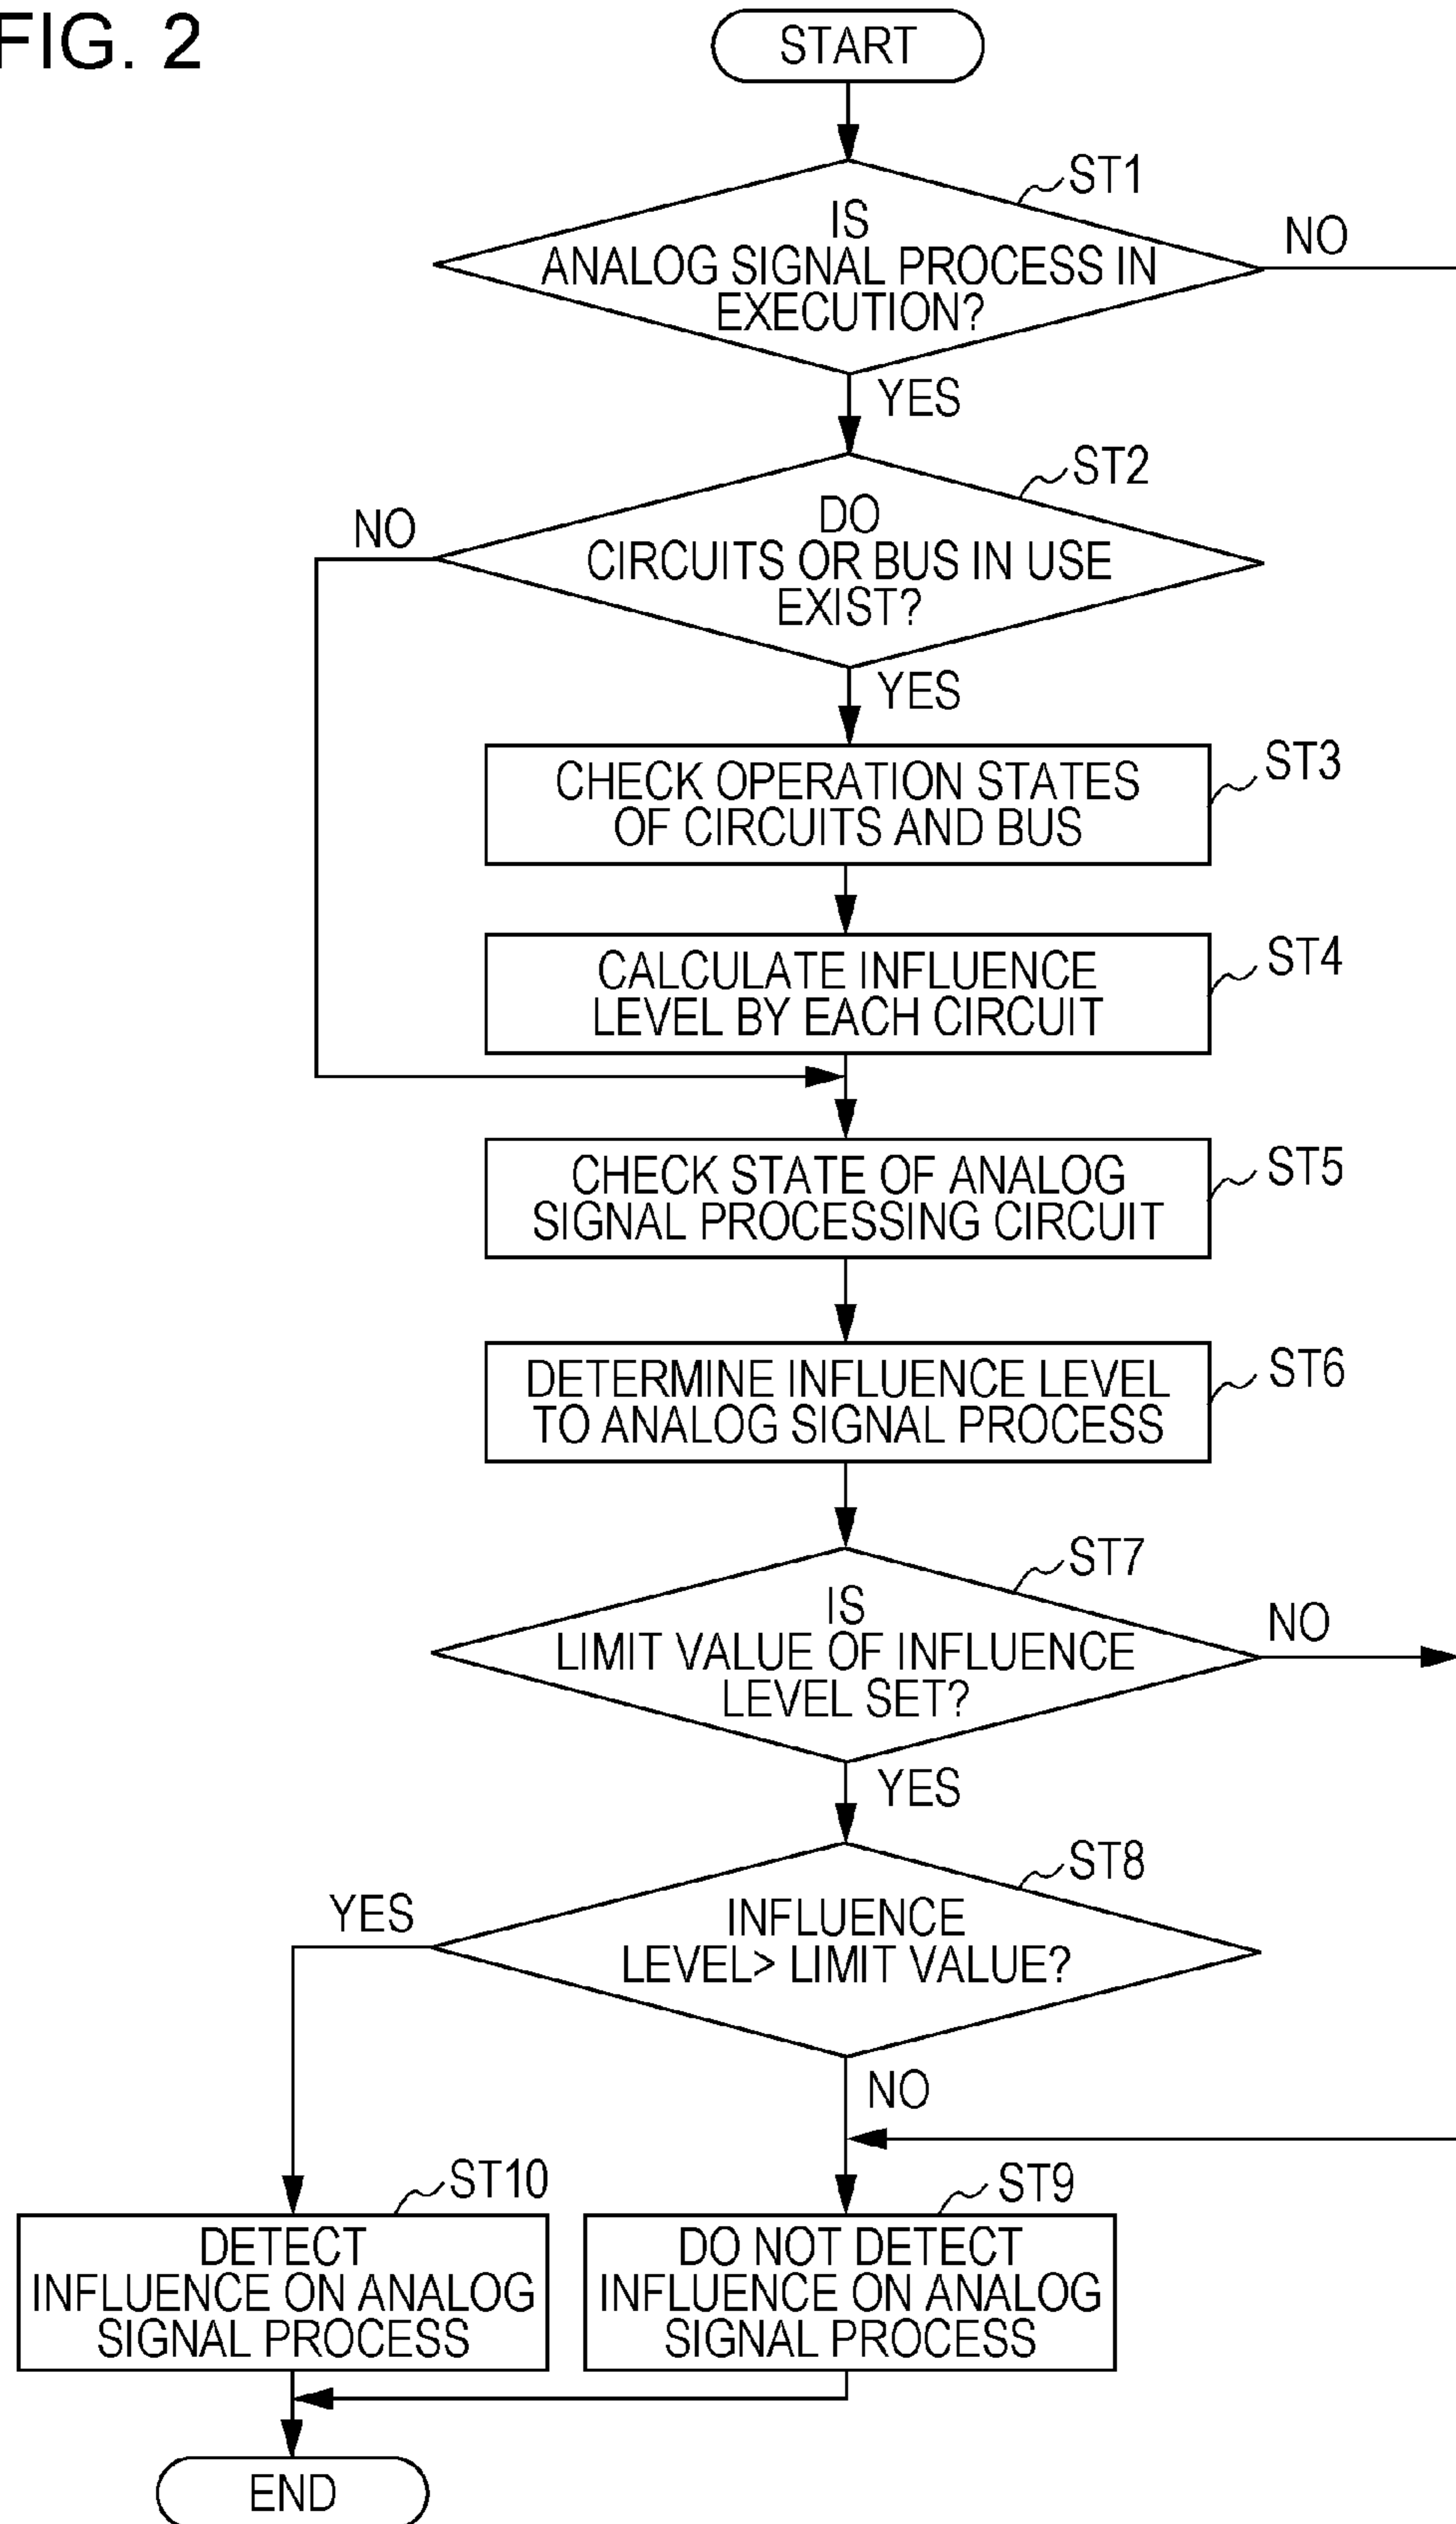 FIG. 2
START
ST1
IS
ANALOG SIGNAL PROCESS IN
EXECUTION?
NO
YES
ST2
DO
CIRCUITS OR BUS IN USE
EXIST?
NO
YES
ST3
CHECK OPERATION STATES
OF CIRCUITS AND BUS
ST4
CALCULATE INFLUENCE
LEVEL BY EACH CIRCUIT
ST5
CHECK STATE OF ANALOG
SIGNAL PROCESSING CIRCUIT
ST6
DETERMINE INFLUENCE LEVEL
TO ANALOG SIGNAL PROCESS
ST7
IS
LIMIT VALUE OF INFLUENCE
LEVEL SET?
NO
YES
ST8
INFLUENCE
LEVEL> LIMIT VALUE?
YES
NO
ST10
DETECT
INFLUENCE ON ANALOG
SIGNAL PROCESS
ST9
DO NOT DETECT
INFLUENCE ON ANALOG
SIGNAL PROCESS
END